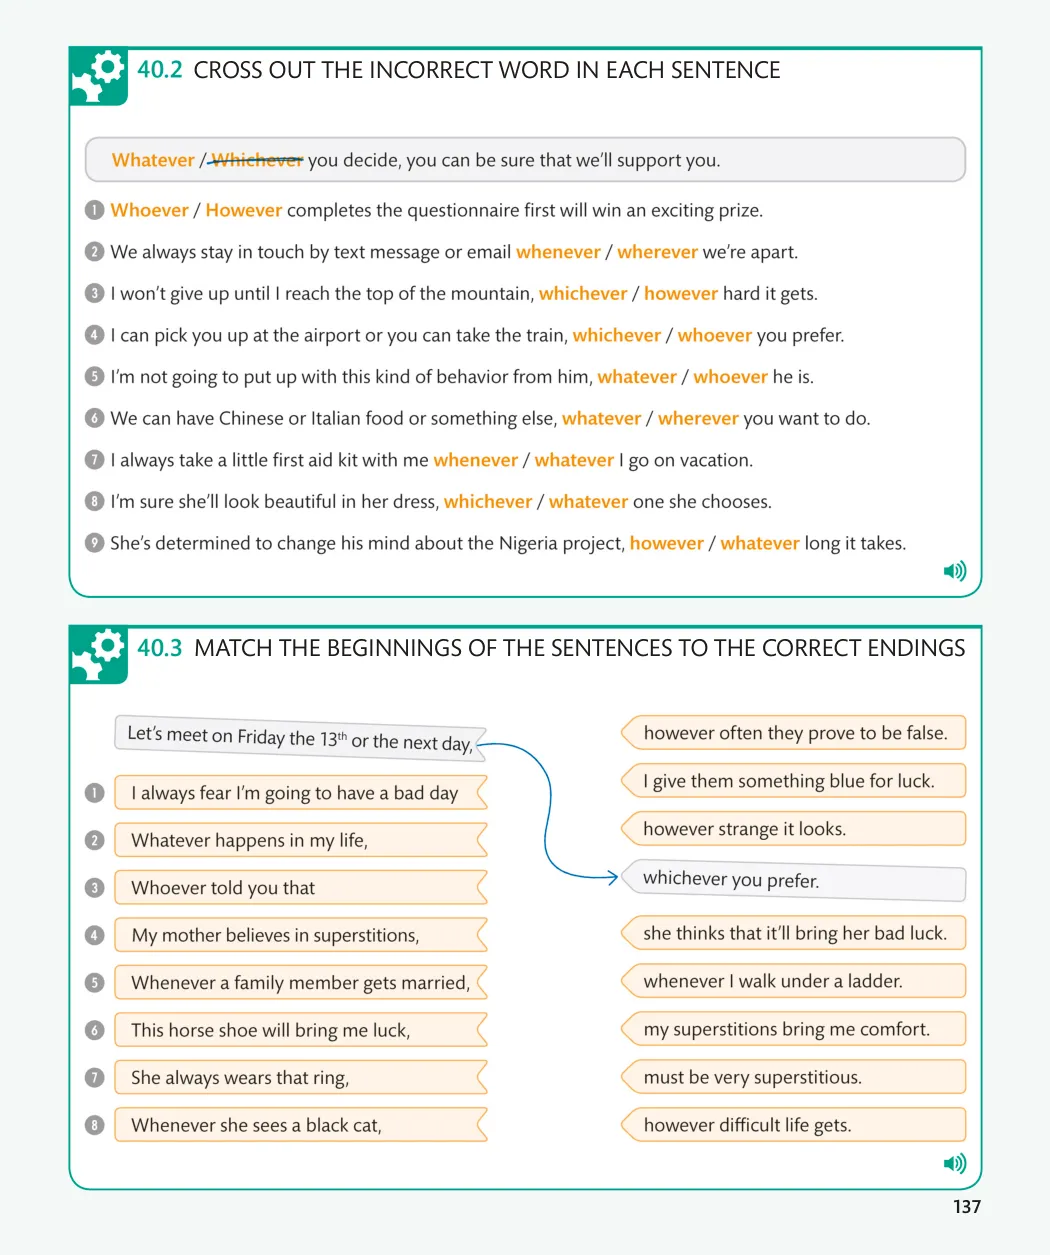 40.2 CROSS OUT THE INCORRECT WORD IN EACH SENTENCE
Whatever / Whichever you decide, you can be sure that we’ll support you.
1 Whoever / However completes the questionnaire first will win an exciting prize.
2 We always stay in touch by text message or email whenever / wherever we’re apart.
3 I won’t give up until I reach the top of the mountain, whichever / however hard it gets.
4 I can pick you up at the airport or you can take the train, whichever / whoever you prefer.
5 I’m not going to put up with this kind of behavior from him, whatever / whoever he is.
6 We can have Chinese or Italian food or something else, whatever / wherever you want to do.
7 I always take a little first aid kit with me whenever / whatever I go on vacation.
8 I’m sure she’ll look beautiful in her dress, whichever / whatever one she chooses.
9 She’s determined to change his mind about the Nigeria project, however / whatever long it takes.
40.3 MATCH THE BEGINNINGS OF THE SENTENCES TO THE CORRECT ENDINGS
Let’s meet on Friday the 13th or the next day,
1 I always fear I’m going to have a bad day
2 Whatever happens in my life,
3 Whoever told you that
4 My mother believes in superstitions,
5 Whenever a family member gets married,
6 This horse shoe will bring me luck,
7 She always wears that ring,
8 Whenever she sees a black cat,
however often they prove to be false.
I give them something blue for luck.
however strange it looks.
whichever you prefer.
she thinks that it’ll bring her bad luck.
whenever I walk under a ladder.
my superstitions bring me comfort.
must be very superstitious.
however difficult life gets.
137